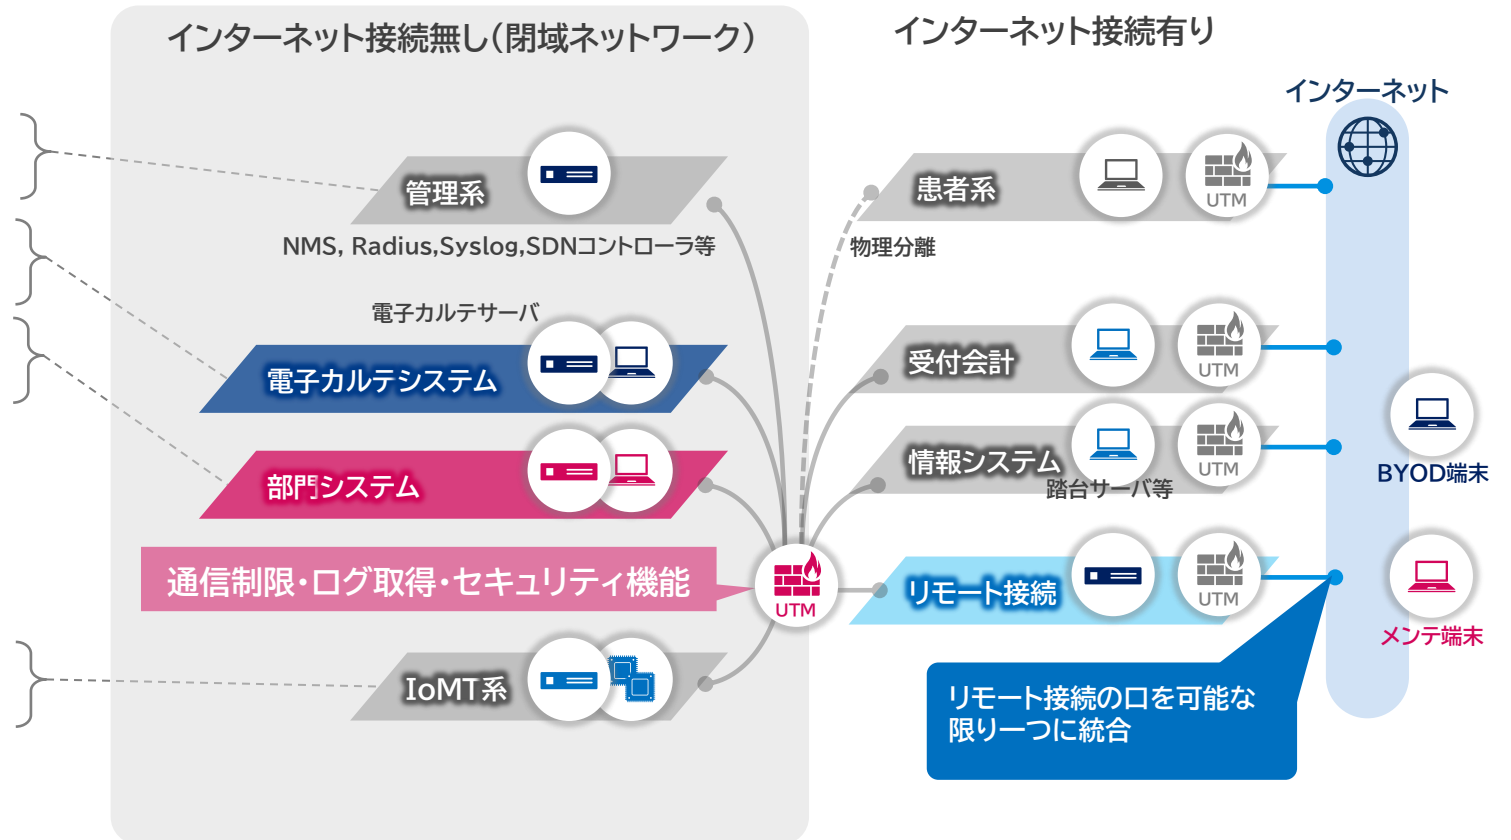 インターネット接続無し(閉域ネットワーク)
インターネット接続有り
インターネット
管理系
NMS, Radius,Syslog,SDNコントローラ等
患者系
UTM
物理分離
電子カルテサーバ
電子カルテシステム
受付会計
UTM
部門システム
情報システム
UTM
踏台サーバ等
BYOD端末
通信制限・ログ取得・セキュリティ機能
UTM
リモート接続
UTM
メンテ端末
IoMT系
リモート接続の口を可能な
限り一つに統合